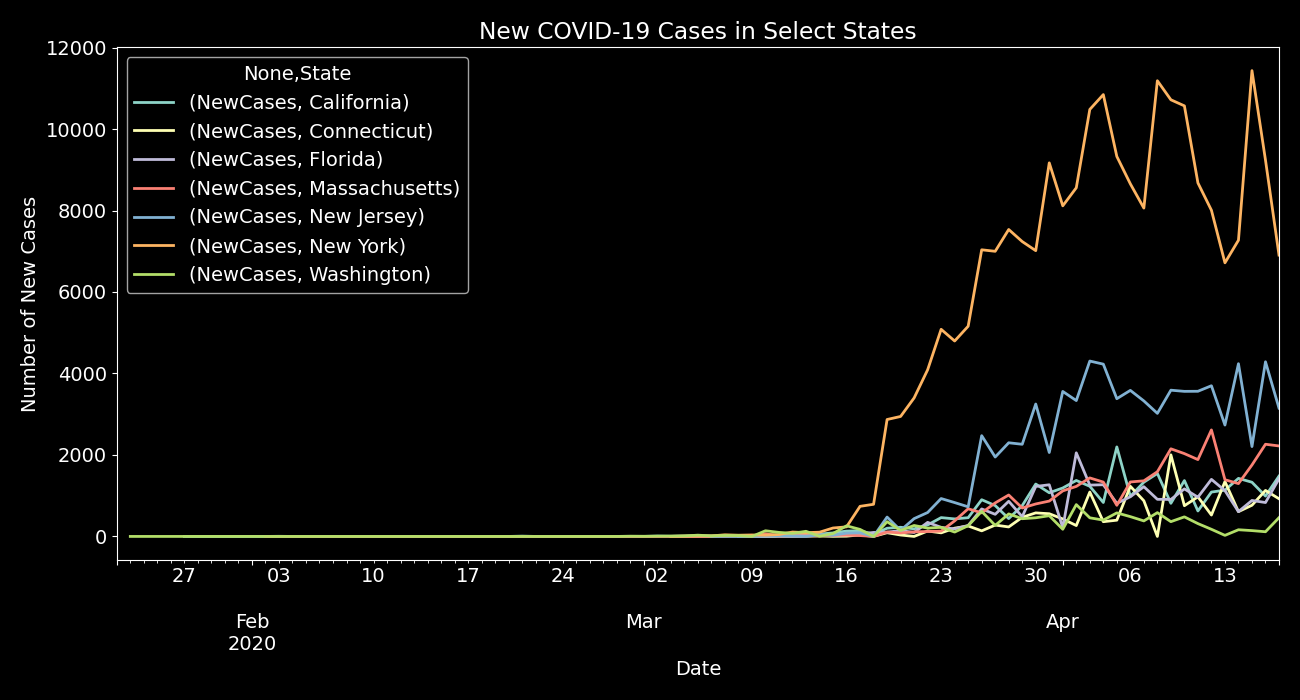 New COVID-19 Cases in Select States
12000
10000
8000
6000
4000
2000
0
Number of New Cases
None,State
(NewCases, California)
(NewCases, Connecticut)
(NewCases, Florida)
(NewCases, Massachusetts)
(NewCases, New Jersey)
(NewCases, New York)
(NewCases, Washington)
27 03 10 17 24 02 09 16 23 30 06 13
Feb Mar Apr
2020
Date